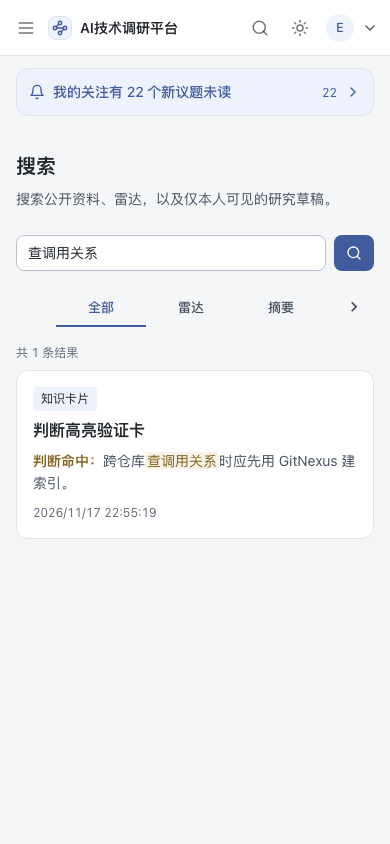 AI技术调研平台
E
我的关注有 22 个新议题未读
22
搜索
搜索公开资料、雷达，以及仅本人可见的研究草稿。
查调用关系
全部
雷达
摘要
共 1 条结果
知识卡片
判断高亮验证卡
判断命中：跨仓库查调用关系时应先用 GitNexus 建
索引。
2026/11/17 22:55:19